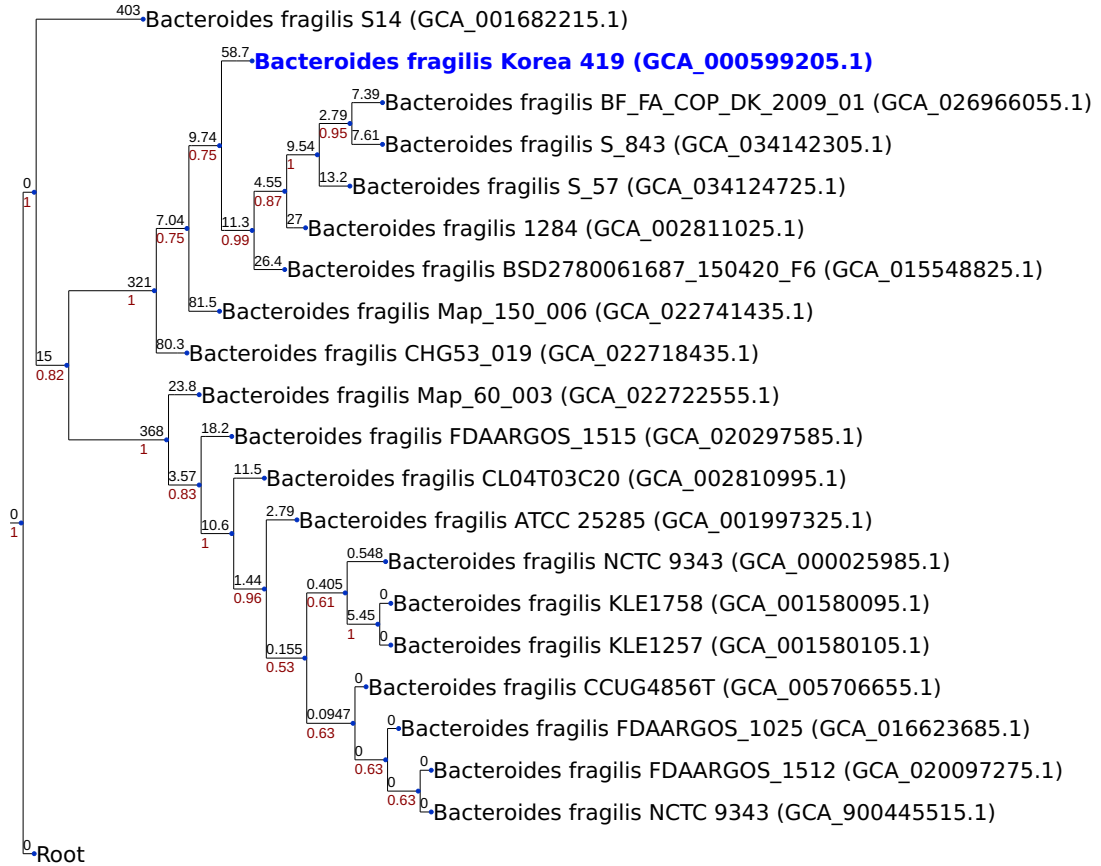 403 Bacteroides fragilis S14 (GCA_001682215.1)
58.7 Bacteroides fragilis Korea 419 (GCA_000599205.1)
7.39 Bacteroides fragilis BF_FA_COP_DK_2009_01 (GCA_026966055.1)
2.79
0.95
9.74
0.75
7.61 Bacteroides fragilis S_843 (GCA_034142305.1)
9.54
1
0
1
4.55
0.87
13.2 Bacteroides fragilis S_57 (GCA_034124725.1)
7.04
0.75
11.3
0.99
27 Bacteroides fragilis 1284 (GCA_002811025.1)
26.4 Bacteroides fragilis BSD2780061687_150420_F6 (GCA_015548825.1)
321
1
81.5 Bacteroides fragilis Map_150_006 (GCA_022741435.1)
15
0.82
80.3 Bacteroides fragilis CHG53_019 (GCA_022718435.1)
23.8 Bacteroides fragilis Map_60_003 (GCA_022722555.1)
368
1
18.2 Bacteroides fragilis FDAARGOS_1515 (GCA_020297585.1)
3.57
0.83
11.5 Bacteroides fragilis CL04T03C20 (GCA_002810995.1)
0
1
10.6
1
2.79 Bacteroides fragilis ATCC 25285 (GCA_001997325.1)
0.548 Bacteroides fragilis NCTC 9343 (GCA_000025985.1)
1.44
0.96
0.405
0.61
0 Bacteroides fragilis KLE1758 (GCA_001580095.1)
5.45
1
0 Bacteroides fragilis KLE1257 (GCA_001580105.1)
0.155
0.53
0 Bacteroides fragilis CCUG4856T (GCA_005706655.1)
0.0947
0.63
0 Bacteroides fragilis FDAARGOS_1025 (GCA_016623685.1)
0
0.63
0 Bacteroides fragilis FDAARGOS_1512 (GCA_020097275.1)
0
0.63
0 Bacteroides fragilis NCTC 9343 (GCA_900445515.1)
0 Root